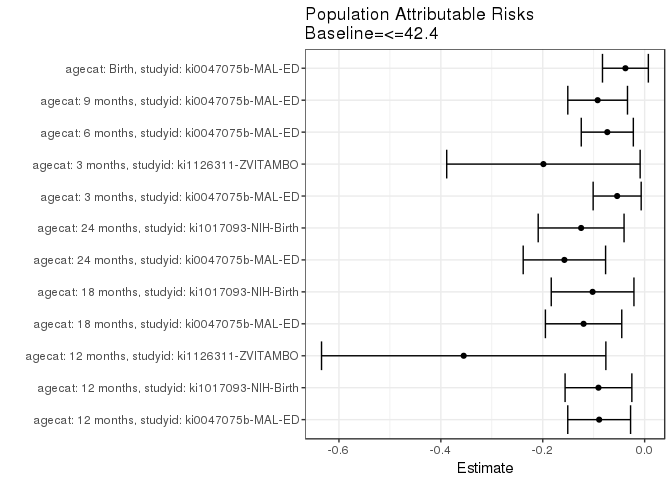 Population Attributable Risks
Baseline=<=42.4
agecat: Birth, studyid: ki0047075b-MAL-ED
agecat: 9 months, studyid: ki0047075b-MAL-ED
agecat: 6 months, studyid: ki0047075b-MAL-ED
agecat: 3 months, studyid: ki1126311-ZVITAMBO
agecat: 3 months, studyid: ki0047075b-MAL-ED
agecat: 24 months, studyid: ki1017093-NIH-Birth
agecat: 24 months, studyid: ki0047075b-MAL-ED
agecat: 18 months, studyid: ki1017093-NIH-Birth
agecat: 18 months, studyid: ki0047075b-MAL-ED
agecat: 12 months, studyid: ki1126311-ZVITAMBO
agecat: 12 months, studyid: ki1017093-NIH-Birth
agecat: 12 months, studyid: ki0047075b-MAL-ED
-0.6 -0.4 -0.2 0.0
Estimate